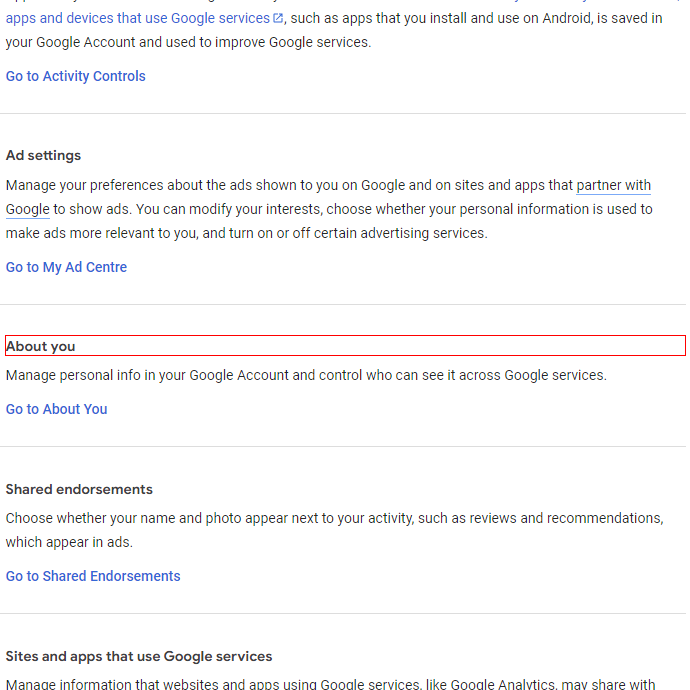 apps and devices that use Google services, such as apps that you install and use on Android, is saved in
your Google Account and used to improve Google services.
Go to Activity Controls
Ad settings
Manage your preferences about the ads shown to you on Google and on sites and apps that partner with
Google to show ads. You can modify your interests, choose whether your personal information is used to
make ads more relevant to you, and turn on or off certain advertising services.
Go to My Ad Centre
About you
Manage personal info in your Google Account and control who can see it across Google services.
Go to About You
Shared endorsements
Choose whether your name and photo appear next to your activity, such as reviews and recommendations,
which appear in ads.
Go to Shared Endorsements
Sites and apps that use Google services
Manage information that websites and apps using Google services, like Google Analytics, may share with